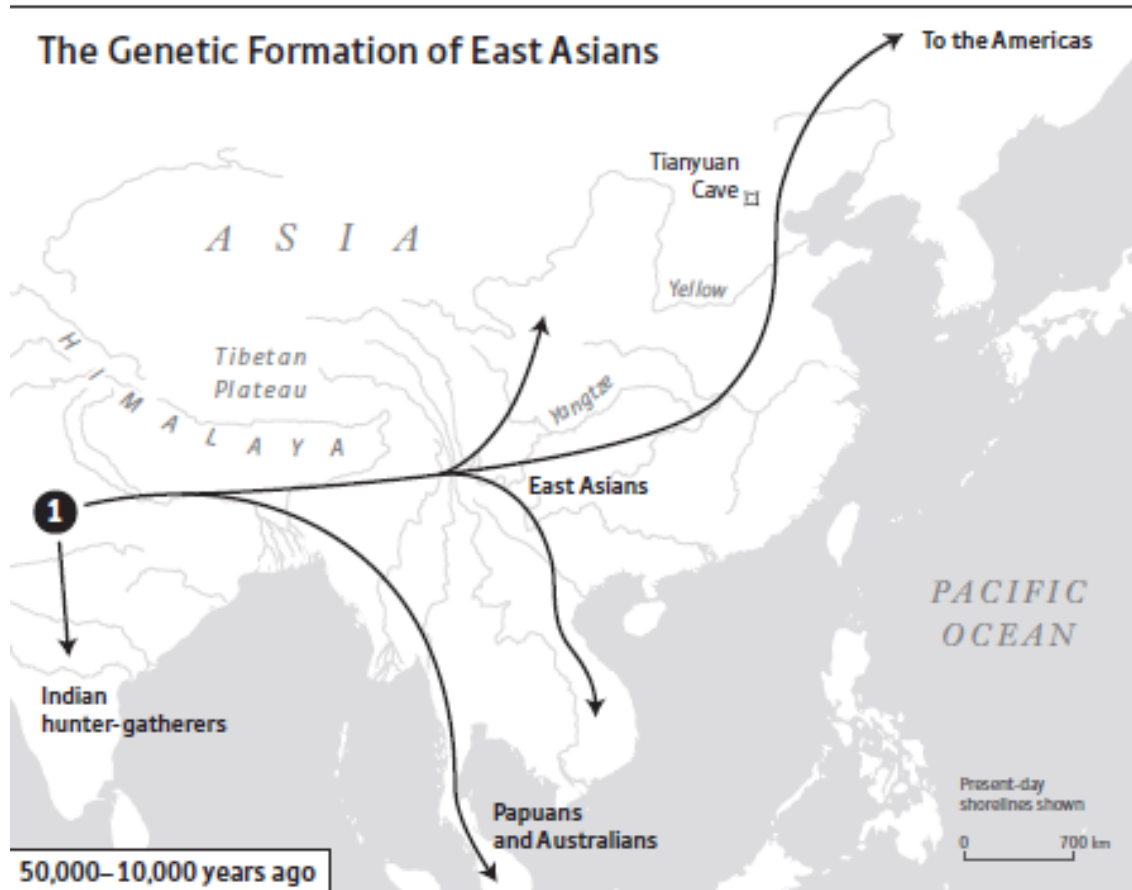 The Genetic Formation of East Asians
To the Americas
Tianyuan
Cave
A S I A
Yellow
Tibetan
Plateau
HIMALAYA
Yangtze
1
East Asians
PACIFIC
OCEAN
Indian
hunter-gatherers
Papuans
and Australians
Present-day
shorelines shown
0 700 km
50,000–10,000 years ago